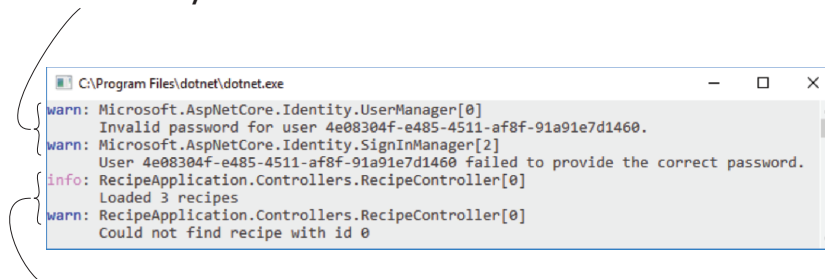 C:\Program Files\dotnet\dotnet.exe
warn: Microsoft.AspNetCore.Identity.UserManager[0]
Invalid password for user 4e08304f-e485-4511-af8f-91a91e7d1460.
warn: Microsoft.AspNetCore.Identity.SignInManager[2]
User 4e08304f-e485-4511-af8f-91a91e7d1460 failed to provide the correct password.
info: RecipeApplication.Controllers.RecipeController[0]
Loaded 3 recipes
warn: RecipeApplication.Controllers.RecipeController[0]
Could not find recipe with id 0